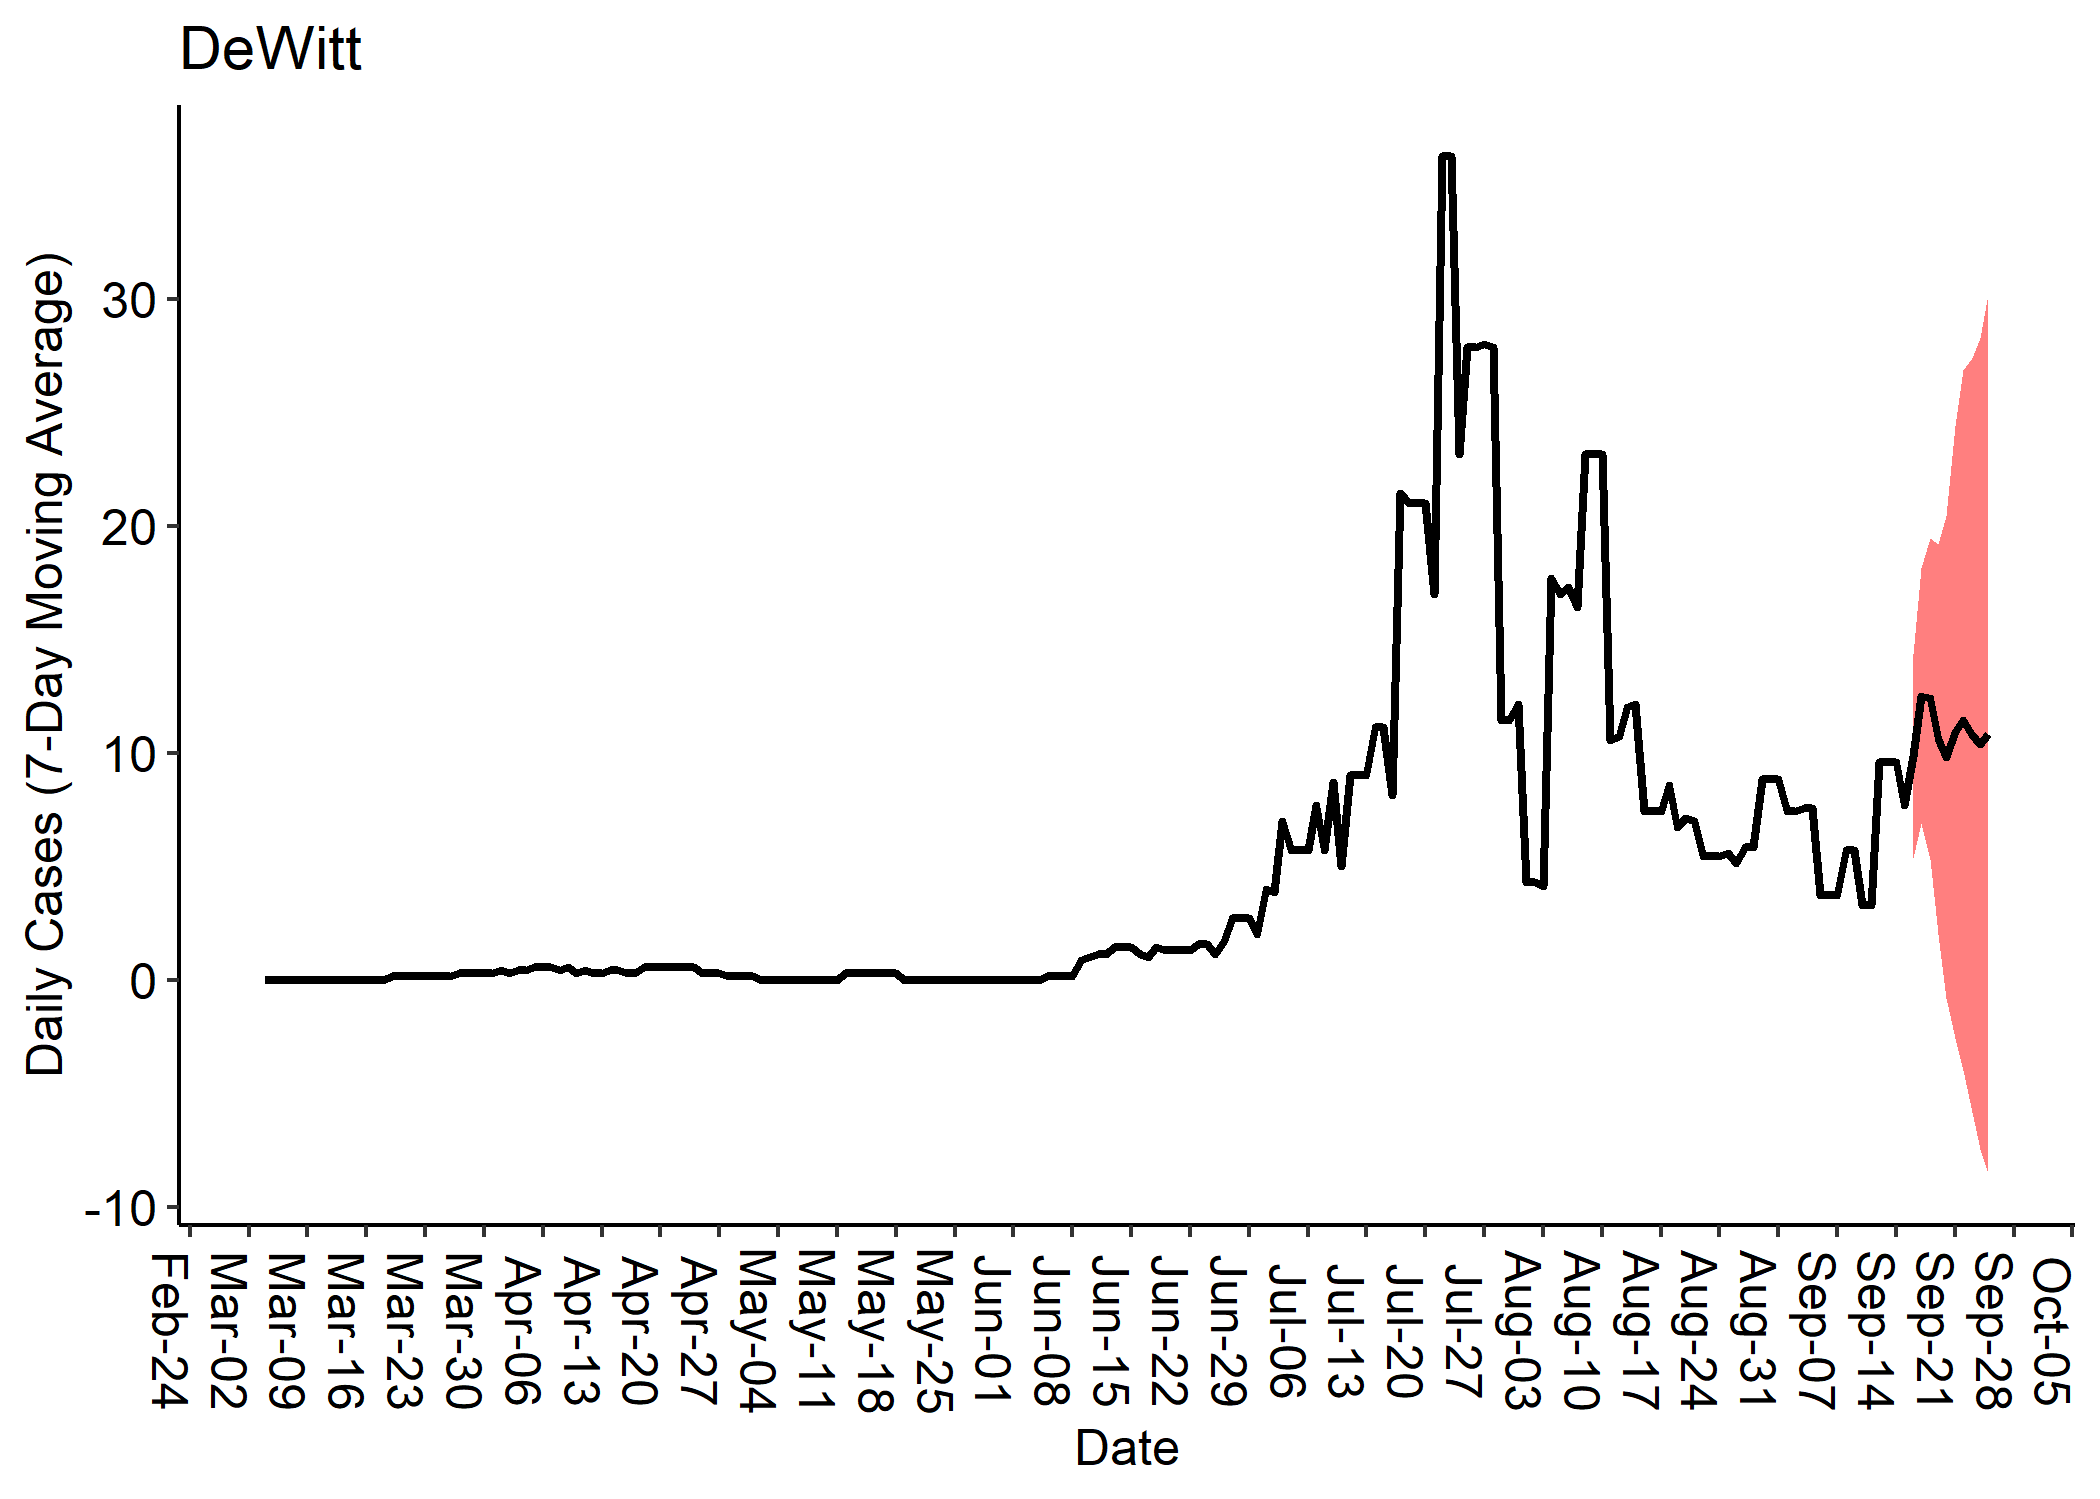 DeWitt
Daily Cases (7-Day Moving Average)
30
20
10
0
-10
Feb-24
Mar-02
Mar-09
Mar-16
Mar-23
Mar-30
Apr-06
Apr-13
Apr-20
Apr-27
May-04
May-11
May-18
May-25
Jun-01
Jun-08
Jun-15
Jun-22
Jun-29
Jul-06
Jul-13
Jul-20
Jul-27
Aug-03
Aug-10
Aug-17
Aug-24
Aug-31
Sep-07
Sep-14
Sep-21
Sep-28
Oct-05
Date